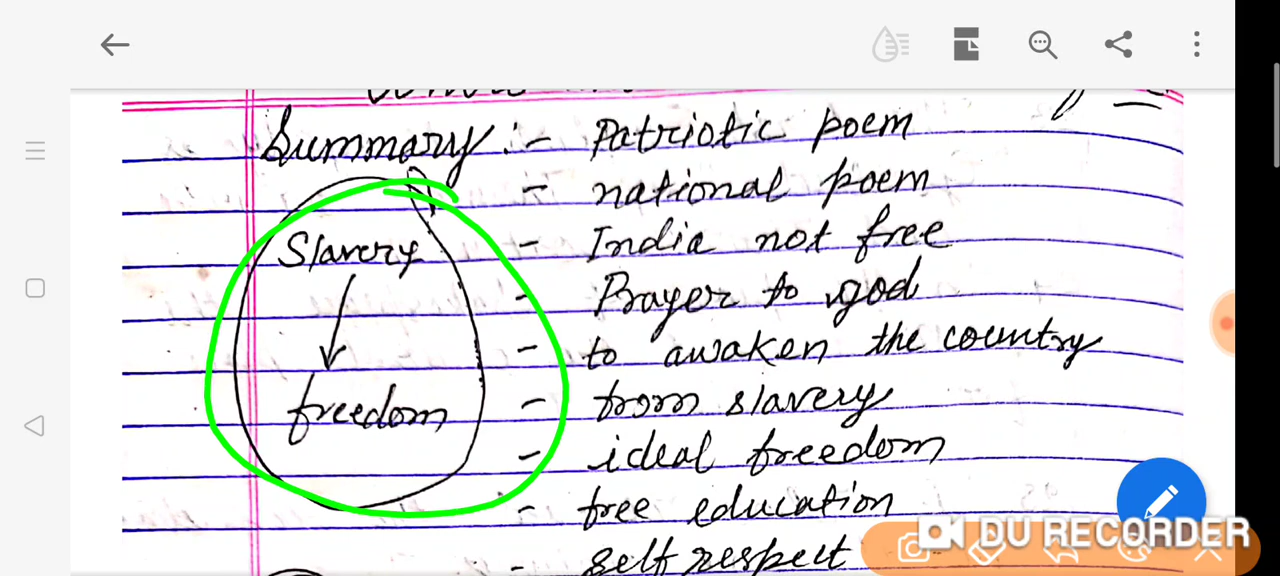 Summary :- Patriotic poem
- national poem
Slavery - India not free
- Prayer to god
- to awaken the country
freedom - from slavery
- ideal freedom
- free education
- self respect
DU RECORDER